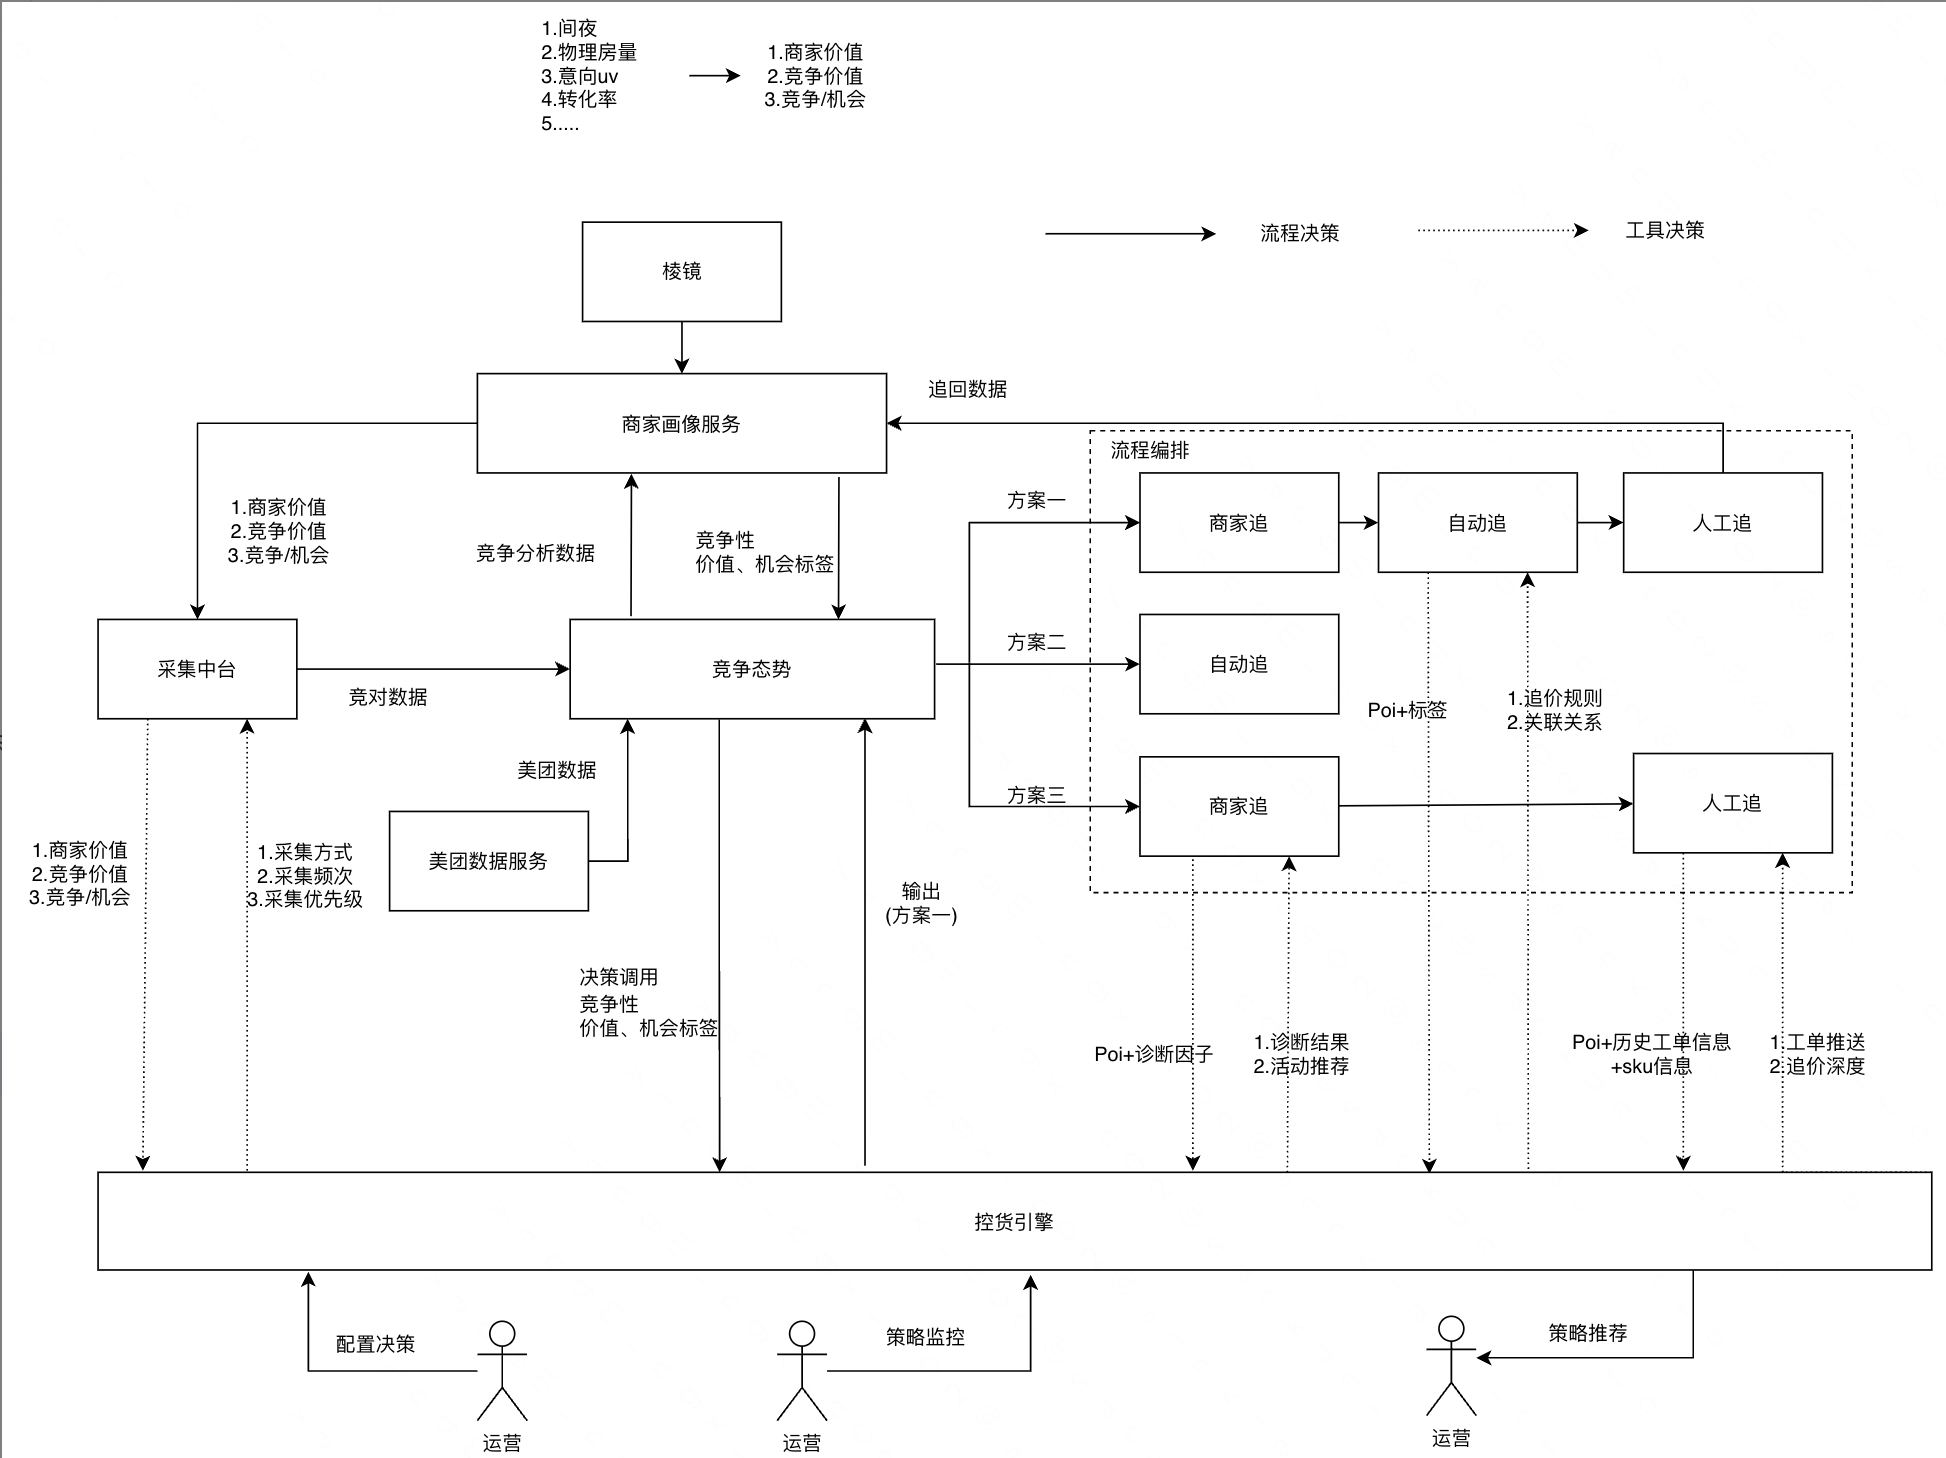 1.间夜
2.物理房量
3.意向uv
4.转化率
5.....
1.商家价值
2.竞争价值
3.竞争/机会
流程决策
工具决策
棱镜
商家画像服务
追回数据
流程编排
1.商家价值
2.竞争价值
3.竞争/机会
竞争分析数据
竞争性
价值、机会标签
方案一
商家追
自动追
人工追
采集中台
竞对数据
竞争态势
方案二
自动追
Poi+标签
1.追价规则
2.关联关系
美团数据
美团数据服务
方案三
商家追
人工追
1.商家价值
2.竞争价值
3.竞争/机会
1.采集方式
2.采集频次
3.采集优先级
输出
(方案一)
决策调用
竞争性
价值、机会标签
Poi+诊断因子
1.诊断结果
2.活动推荐
Poi+历史工单信息
+sku信息
1.工单推送
2.追价深度
控货引擎
配置决策
运营
策略监控
运营
策略推荐
运营